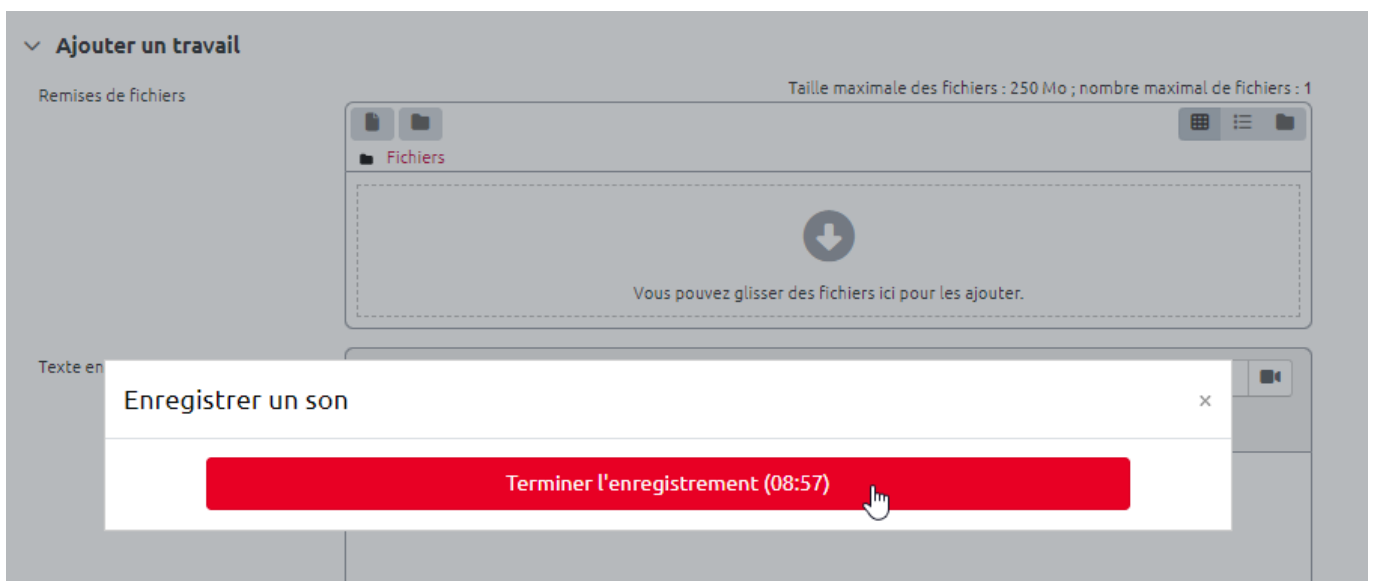 Ajouter un travail
Remises de fichiers
Taille maximale des fichiers : 250 Mo ; nombre maximal de fichiers : 1
Fichiers
Vous pouvez glisser des fichiers ici pour les ajouter.
Texte en
Enregistrer un son
×
Terminer l'enregistrement (08:57)